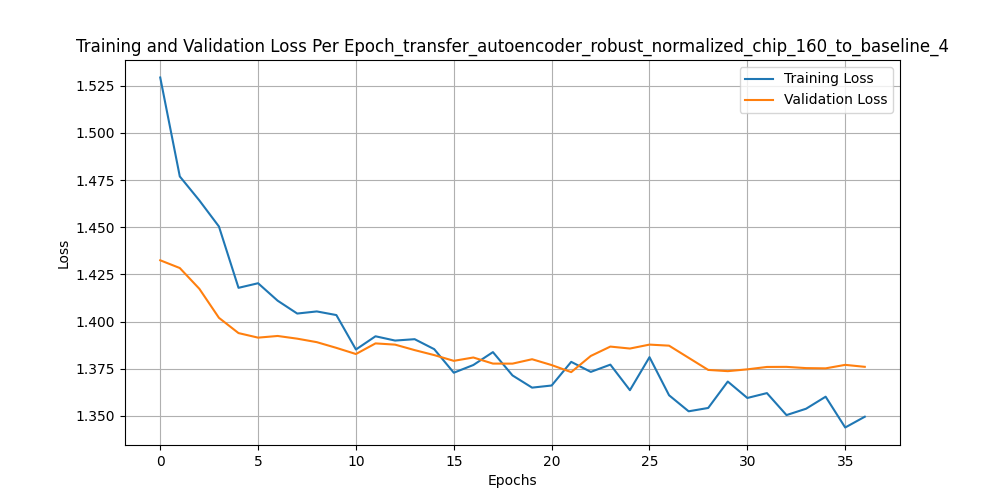 Training and Validation Loss Per Epoch_transfer_autoencoder_robust_normalized_chip_160_to_baseline_4
Training Loss
Validation Loss
1.525
1.500
1.475
1.450
1.425
1.400
1.375
1.350
Loss
0 5 10 15 20 25 30 35
Epochs